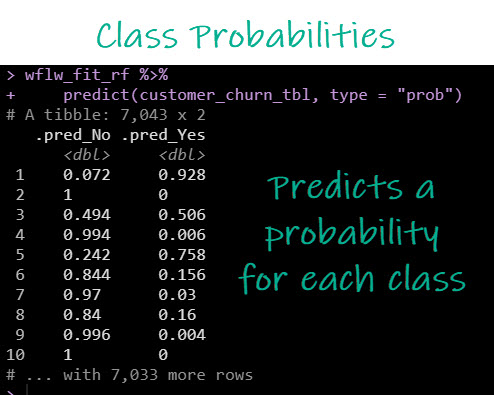 Class Probabilities
> wflw_fit_rf %>%
+     predict(customer_churn_tbl, type = "prob")
# A tibble: 7,043 x 2
.pred_No .pred_Yes
<dbl> <dbl>
1 0.072 0.928
2 1 0
3 0.494 0.506
4 0.994 0.006
5 0.242 0.758
6 0.844 0.156
7 0.97 0.03
8 0.84 0.16
9 0.996 0.004
10 1 0
# ... with 7,033 more rows
>
Predicts a
probability
for each class